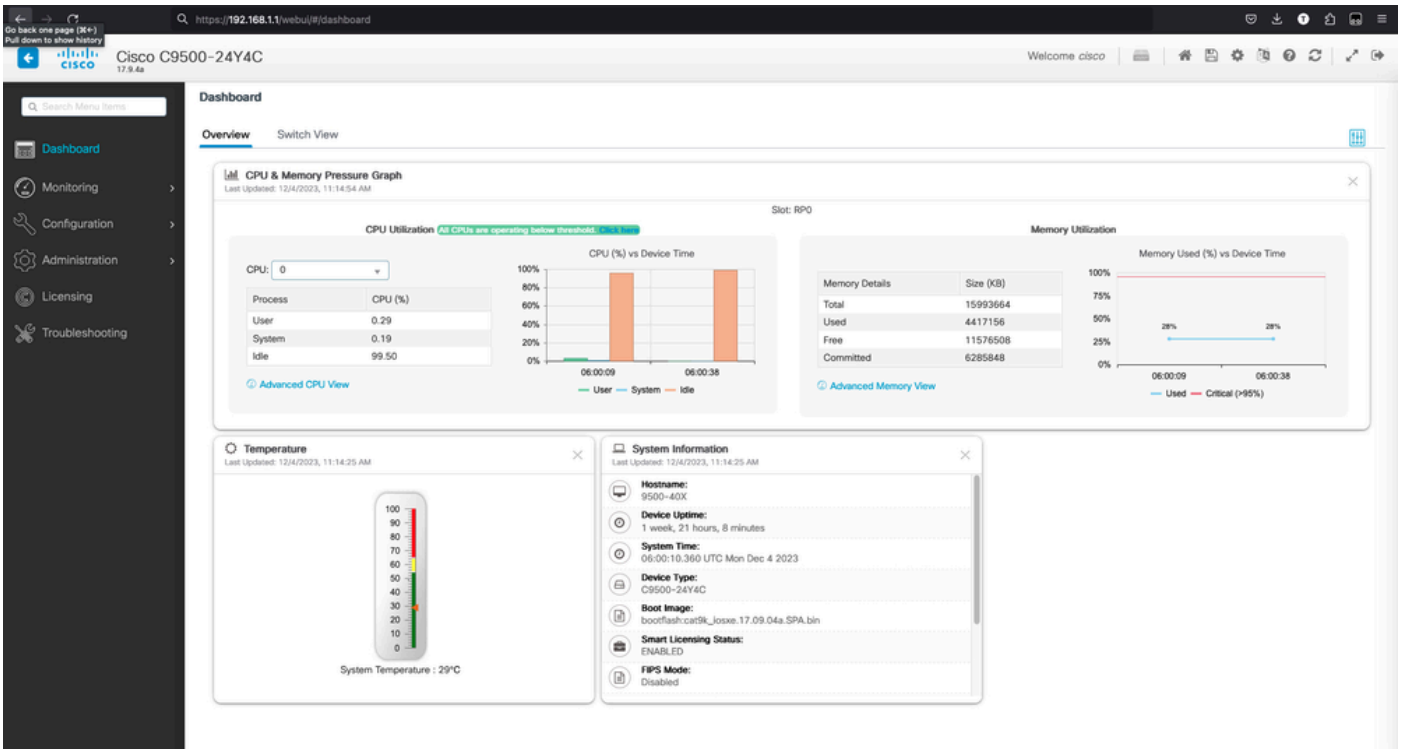 https://192.168.1.1/webui/#/dashboard
Go back one page (⌘←)
Pull down to show history
CISCO
Cisco C9500-24Y4C
17.9.4a
Welcome cisco
Search Menu Items
Dashboard
Monitoring
Configuration
Administration
Licensing
Troubleshooting
Dashboard
Overview Switch View
CPU & Memory Pressure Graph
Last Updated: 12/4/2023, 11:14:54 AM
Slot: RP0
CPU Utilization All CPUs are operating below threshold. Click here
CPU: 0
Process CPU (%)
User 0.29
System 0.19
Idle 99.50
Advanced CPU View
CPU (%) vs Device Time
100%
80%
60%
40%
20%
0%
06:00:09 06:00:38
User System Idle
Memory Utilization
Memory Details Size (KB)
Total 15993664
Used 4417156
Free 11576508
Committed 6285848
Advanced Memory View
Memory Used (%) vs Device Time
100%
75%
50%
25%
0%
28% 28%
06:00:09 06:00:38
Used Critical (>95%)
Temperature
Last Updated: 12/4/2023, 11:14:25 AM
100
90
80
70
60
50
40
30
20
10
0
System Temperature : 29°C
System Information
Last Updated: 12/4/2023, 11:14:25 AM
Hostname:
9500-40X
Device Uptime:
1 week, 21 hours, 8 minutes
System Time:
06:00:10.360 UTC Mon Dec 4 2023
Device Type:
C9500-24Y4C
Boot Image:
bootflash:cat9k_iosxe.17.09.04a.SPA.bin
Smart Licensing Status:
ENABLED
FIPS Mode:
Disabled